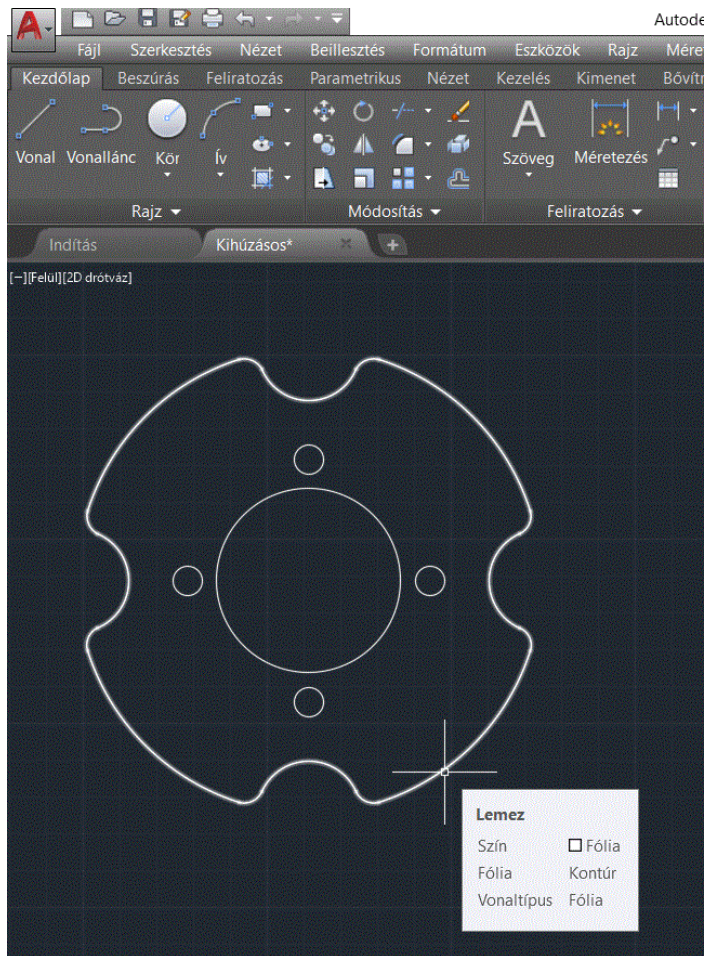 Autode
Fájl Szerkesztés Nézet Beillesztés Formátum Eszközök Rajz Mére
Kezdőlap Beszúrás Feliratozás Parametrikus Nézet Kezelés Kimenet Bővít
Vonal Vonallánc Kör Ív Szöveg Méretezés
Rajz Módosítás Feliratozás
Indítás Kihúzásos*
[−][Felül][2D drótváz]
Lemez
Szín Fólia
Fólia Kontúr
Vonaltípus Fólia